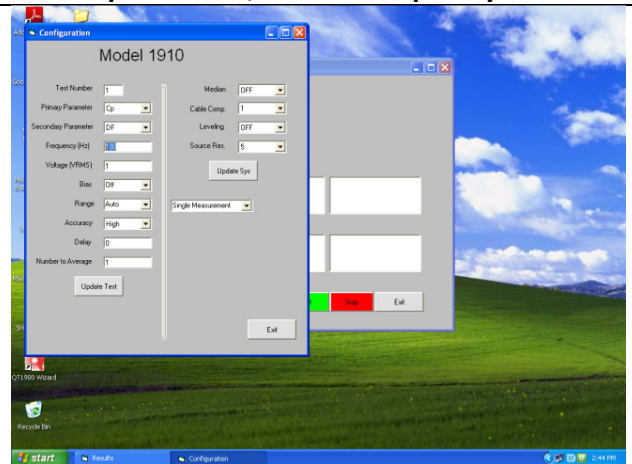 Configuration
Model 1910
Test Number 1
Primary Parameter Cp
Secondary Parameter DF
Frequency (Hz) 100
Voltage (VRMS) 1
Bias Off
Range Auto
Accuracy High
Delay 0
Number to Average 1
Update Test
Median OFF
Cable Comp. 1
Leveling OFF
Source Res. 5
Update Sys
Single Measurement
Exit
Stop
Exit
QT1900 Wizard
Recycle Bin
start
Results
Configuration
2:44 PM